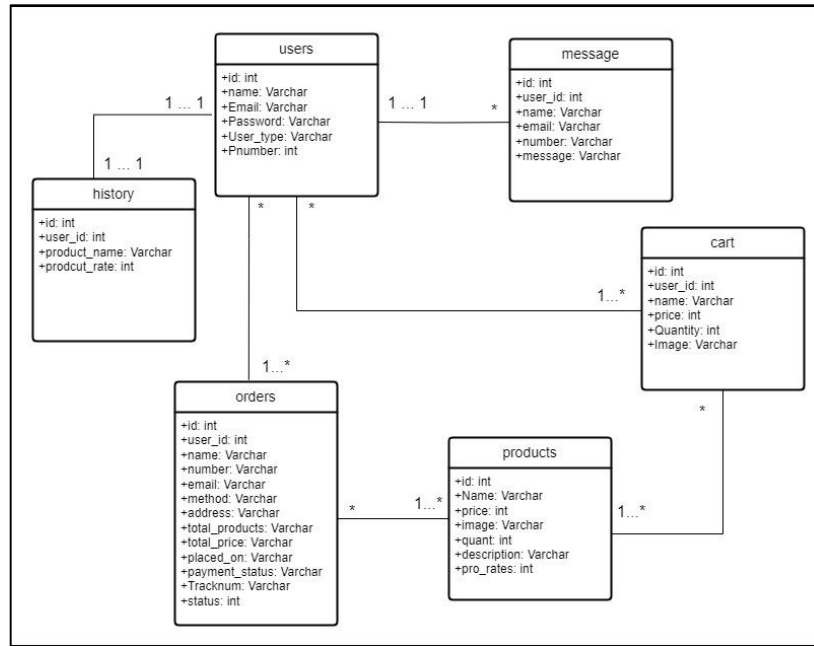 users
+id: int
+name: Varchar
+Email: Varchar
+Password: Varchar
+User_type: Varchar
+Pnumber: int
message
+id: int
+user_id: int
+name: Varchar
+email: Varchar
+number: Varchar
+message: Varchar
1 ... 1
1 ... 1
*
1 ... 1
history
+id: int
+user_id: int
+product_name: Varchar
+prodcut_rate: int
*
*
cart
+id: int
+user_id: int
+name: Varchar
+price: int
+Quantity: int
+Image: Varchar
1...*
1...*
orders
+id: int
+user_id: int
+name: Varchar
+number: Varchar
+email: Varchar
+method: Varchar
+address: Varchar
+total_products: Varchar
+total_price: Varchar
+placed_on: Varchar
+payment_status: Varchar
+Tracknum: Varchar
+status: int
*
1...*
products
+id: int
+Name: Varchar
+price: int
+image: Varchar
+quant: int
+description: Varchar
+pro_rates: int
*
1...*